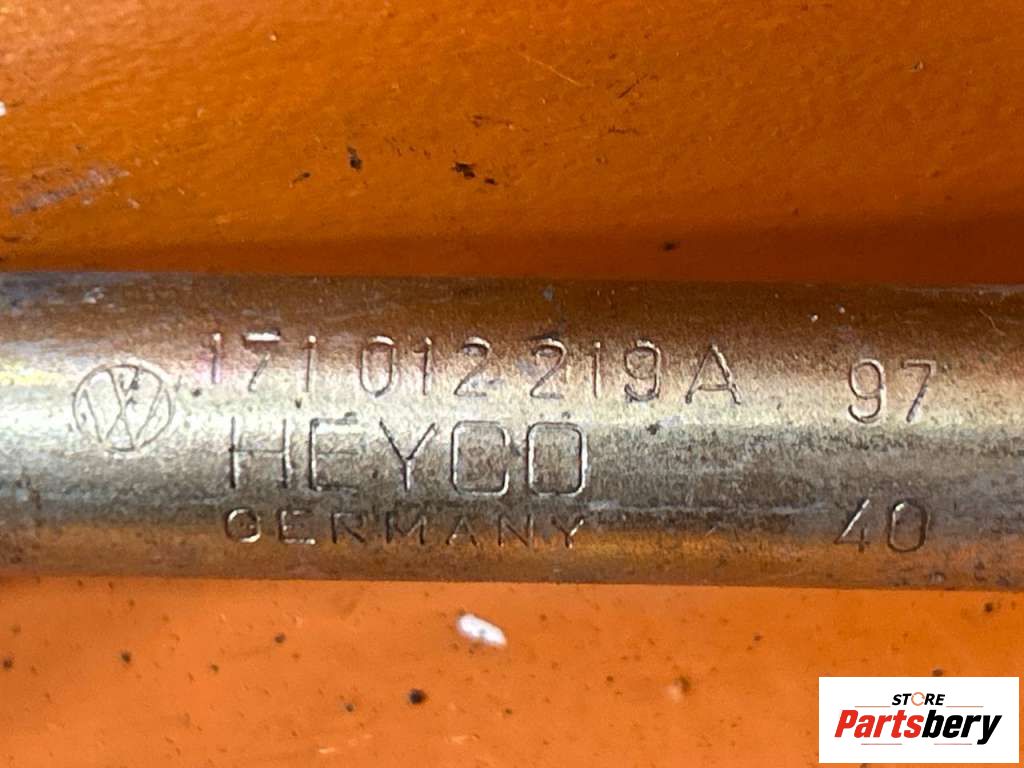 171 012 219 A 97
HEYCO
GERMANY 40
STORE
Partsbery